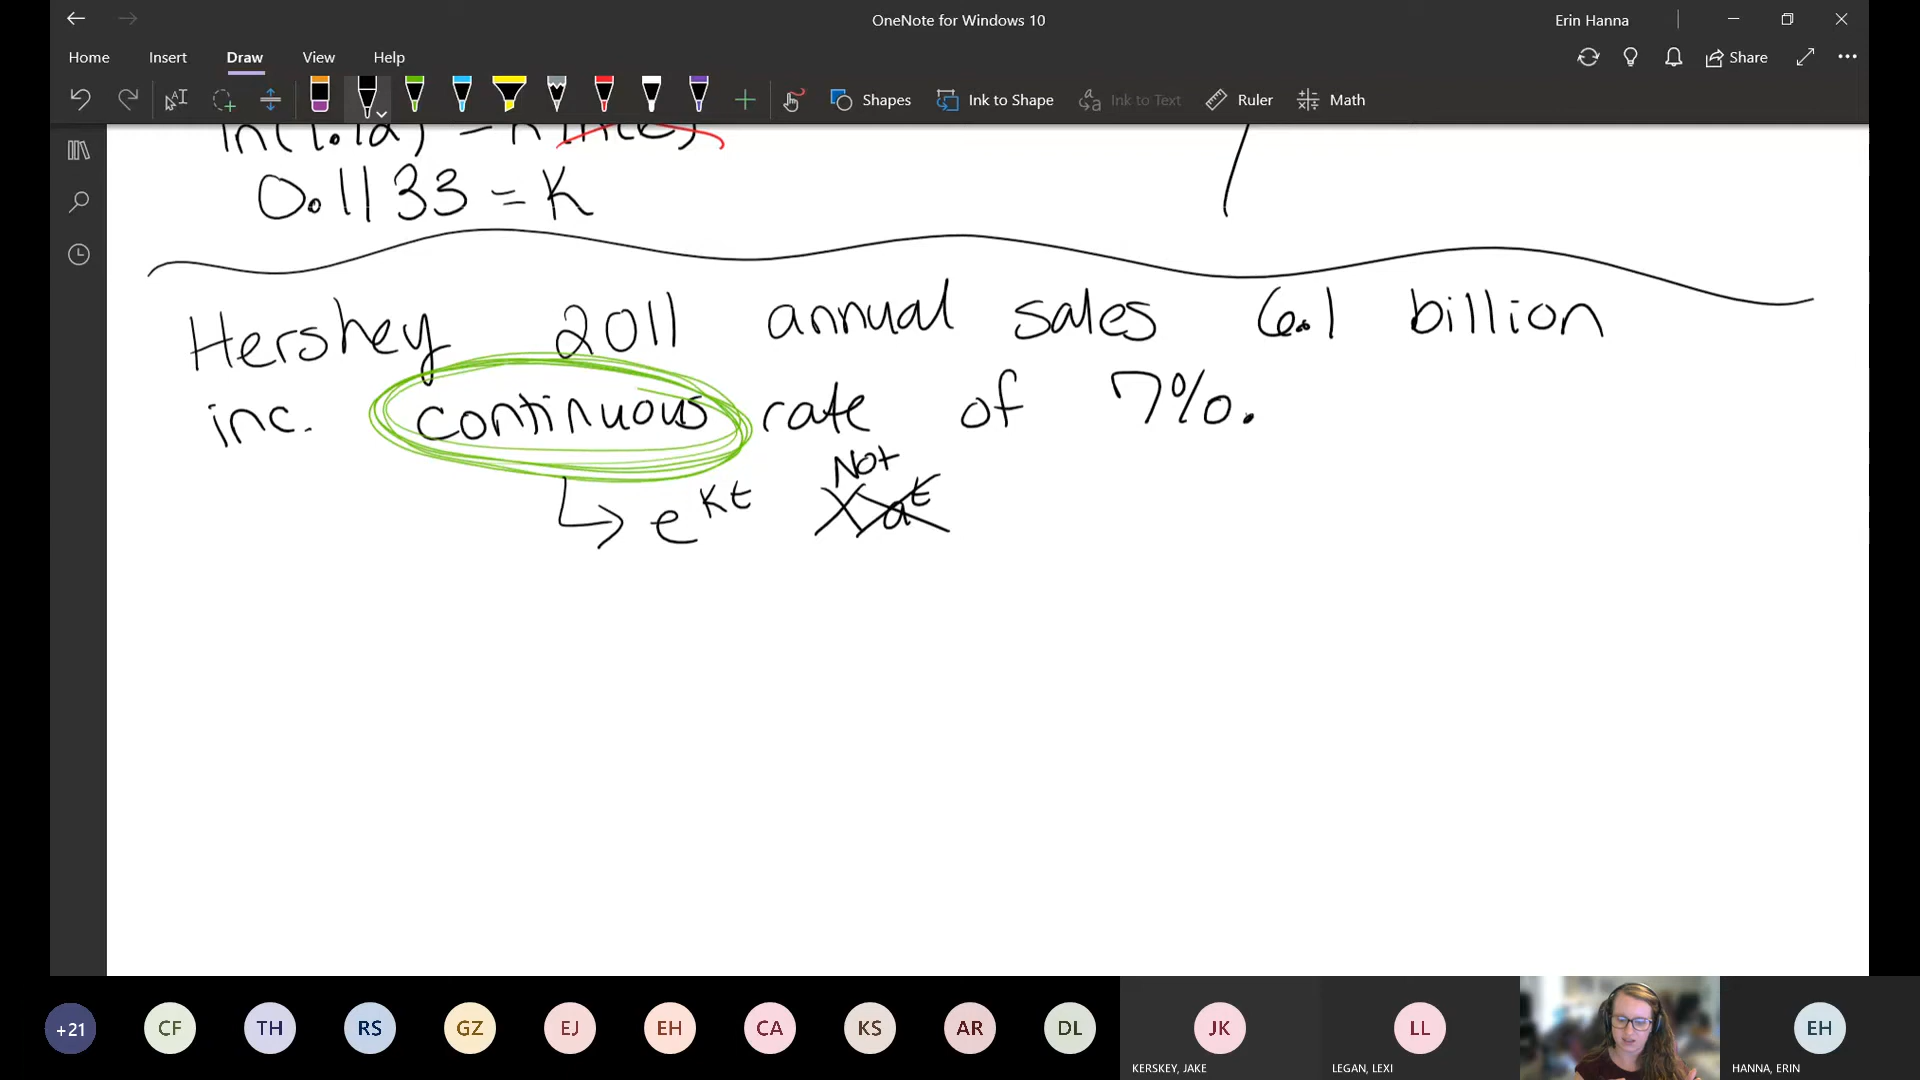 OneNote for Windows 10
Erin Hanna
Home Insert Draw View Help
Share
Shapes Ink to Shape Ink to Text Ruler Math
0.1133 = K
Hershey 2011 annual sales 6.1 billion
inc. continuous rate of 7%.
Not
e^Kt a^t
+21 CF TH RS GZ EJ EH CA KS AR DL JK LL EH
KERSKEY, JAKE LEGAN, LEXI HANNA, ERIN